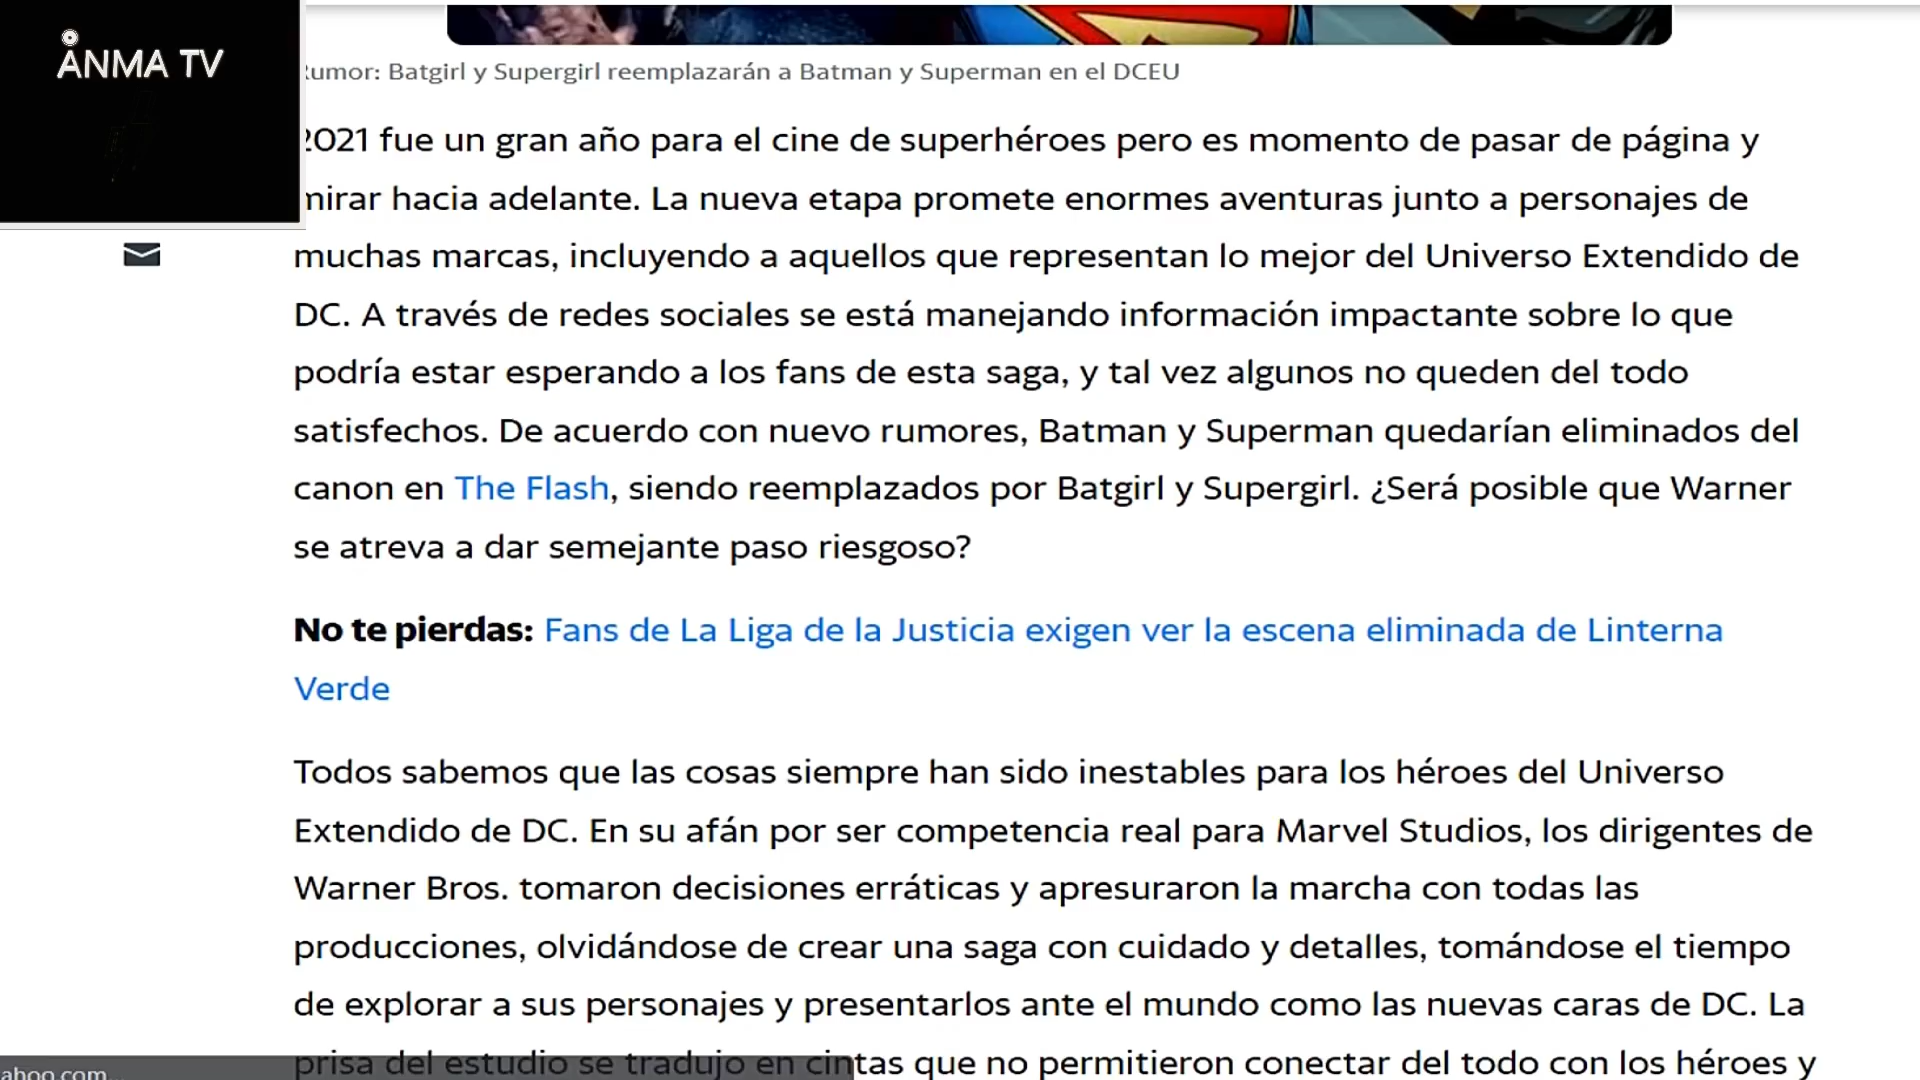 ANMA TV
Rumor: Batgirl y Supergirl reemplazarán a Batman y Superman en el DCEU
2021 fue un gran año para el cine de superhéroes pero es momento de pasar de página y
mirar hacia adelante. La nueva etapa promete enormes aventuras junto a personajes de
muchas marcas, incluyendo a aquellos que representan lo mejor del Universo Extendido de
DC. A través de redes sociales se está manejando información impactante sobre lo que
podría estar esperando a los fans de esta saga, y tal vez algunos no queden del todo
satisfechos. De acuerdo con nuevo rumores, Batman y Superman quedarían eliminados del
canon en The Flash, siendo reemplazados por Batgirl y Supergirl. ¿Será posible que Warner
se atreva a dar semejante paso riesgoso?
No te pierdas: Fans de La Liga de la Justicia exigen ver la escena eliminada de Linterna
Verde
Todos sabemos que las cosas siempre han sido inestables para los héroes del Universo
Extendido de DC. En su afán por ser competencia real para Marvel Studios, los dirigentes de
Warner Bros. tomaron decisiones erráticas y apresuraron la marcha con todas las
producciones, olvidándose de crear una saga con cuidado y detalles, tomándose el tiempo
de explorar a sus personajes y presentarlos ante el mundo como las nuevas caras de DC. La
prisa del estudio se tradujo en cintas que no permitieron conectar del todo con los héroes y
ahoo.com...